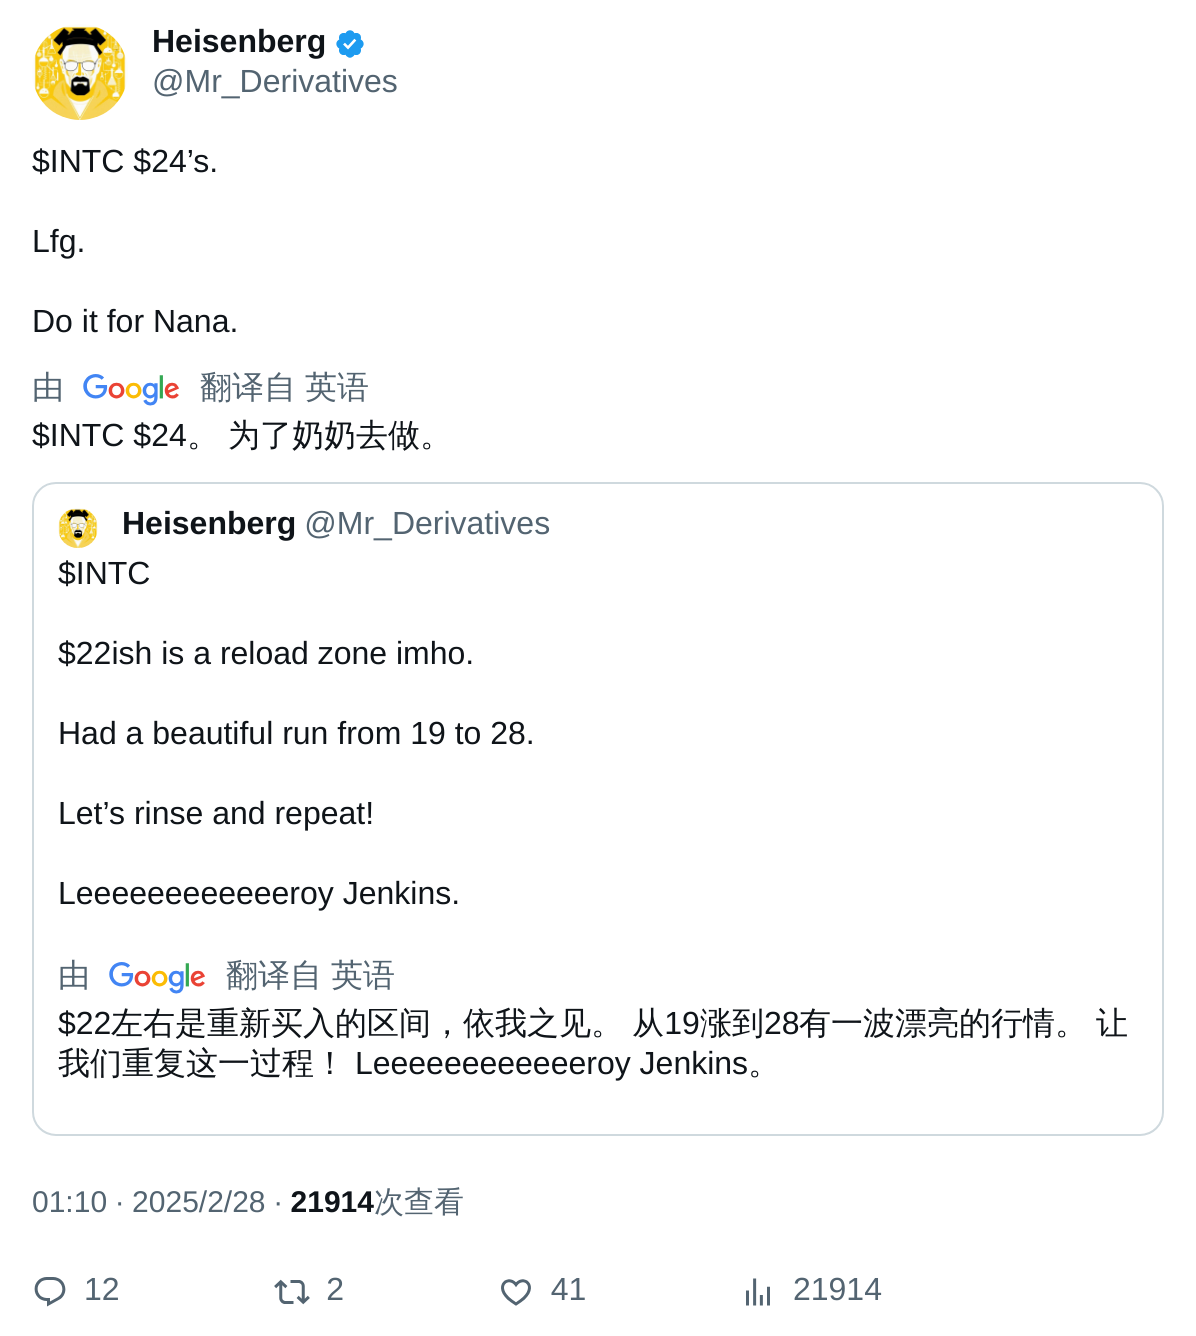 Heisenberg
@Mr_Derivatives
$INTC $24’s.
Lfg.
Do it for Nana.
由 Google 翻译自 英语
$INTC $24。 为了奶奶去做。
Heisenberg @Mr_Derivatives
$INTC
$22ish is a reload zone imho.
Had a beautiful run from 19 to 28.
Let’s rinse and repeat!
Leeeeeeeeeeeeroy Jenkins.
由 Google 翻译自 英语
$22左右是重新买入的区间，依我之见。 从19涨到28有一波漂亮的行情。 让
我们重复这一过程！ Leeeeeeeeeeeeroy Jenkins。
01:10 · 2025/2/28 · 21914次查看
12 2 41 21914